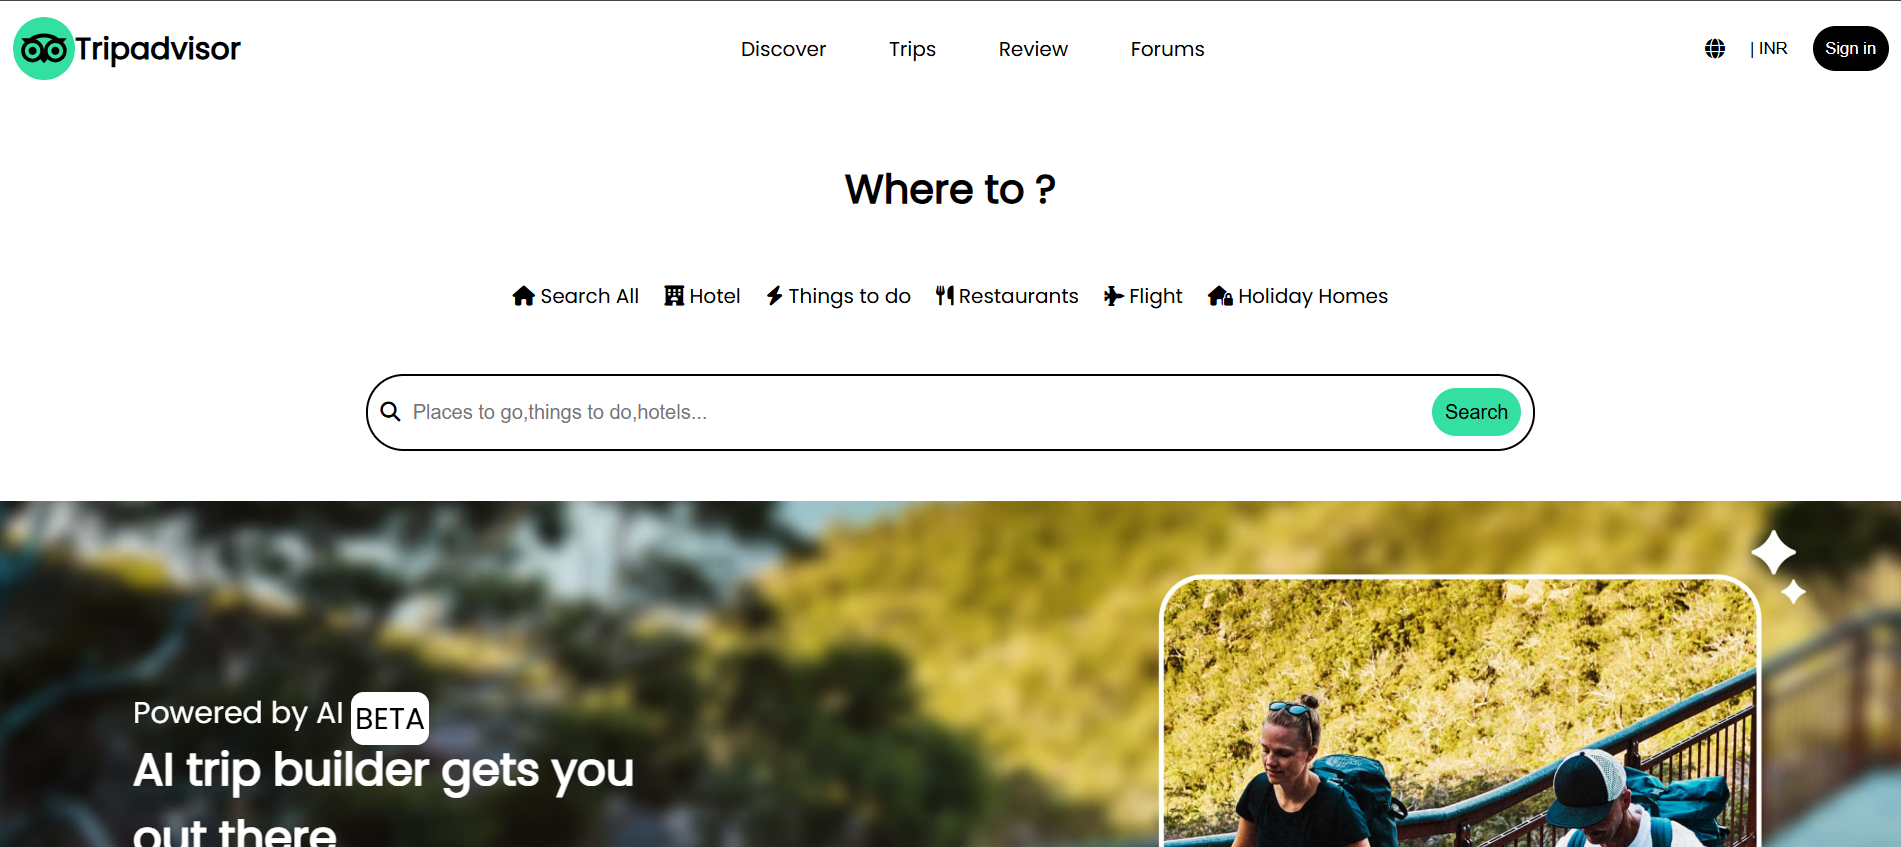 Tripadvisor
Discover Trips Review Forums
| INR Sign in
Where to ?
Search All Hotel Things to do Restaurants Flight Holiday Homes
Places to go,things to do,hotels... Search
Powered by AI BETA
AI trip builder gets you
out there